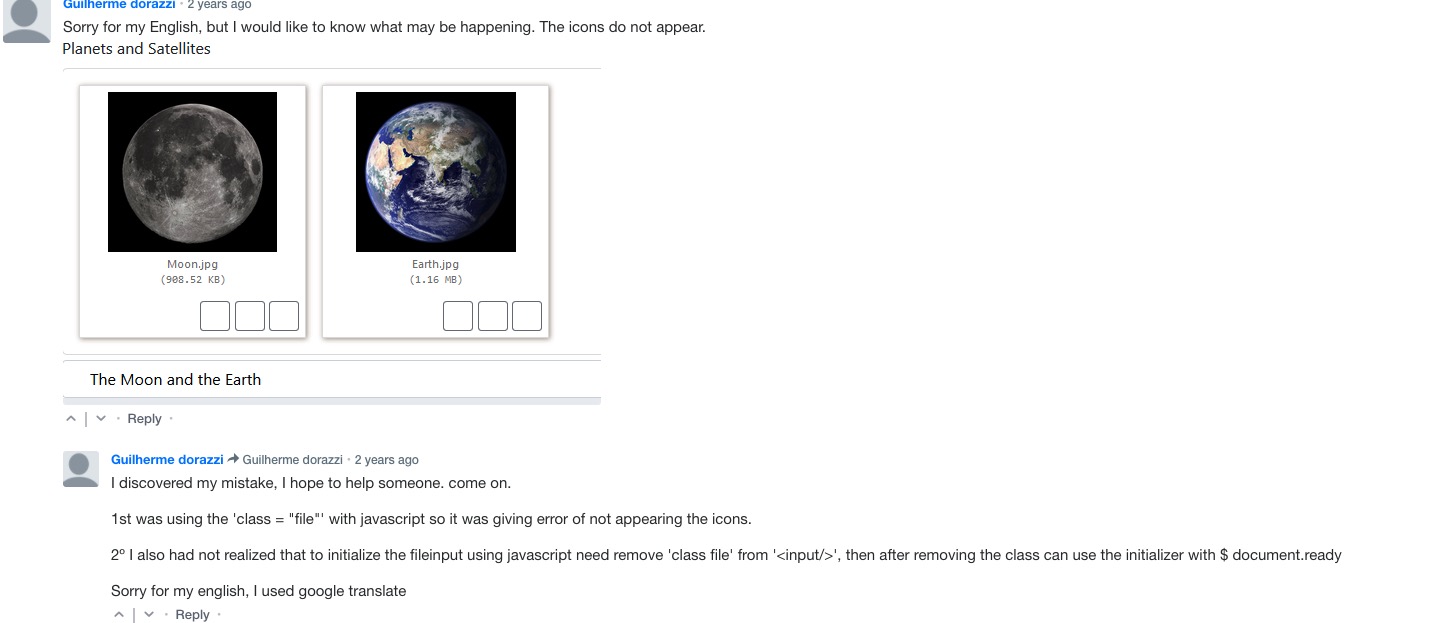 Guilherme dorazzi · 2 years ago
Sorry for my English, but I would like to know what may be happening. The icons do not appear.
Planets and Satellites
Moon.jpg
(908.52 KB)
Earth.jpg
(1.16 MB)
The Moon and the Earth
Reply
Guilherme dorazzi Guilherme dorazzi · 2 years ago
I discovered my mistake, I hope to help someone. come on.
1st was using the 'class = "file"' with javascript so it was giving error of not appearing the icons.
2º I also had not realized that to initialize the fileinput using javascript need remove 'class file' from '<input/>', then after removing the class can use the initializer with $ document.ready
Sorry for my english, I used google translate
Reply